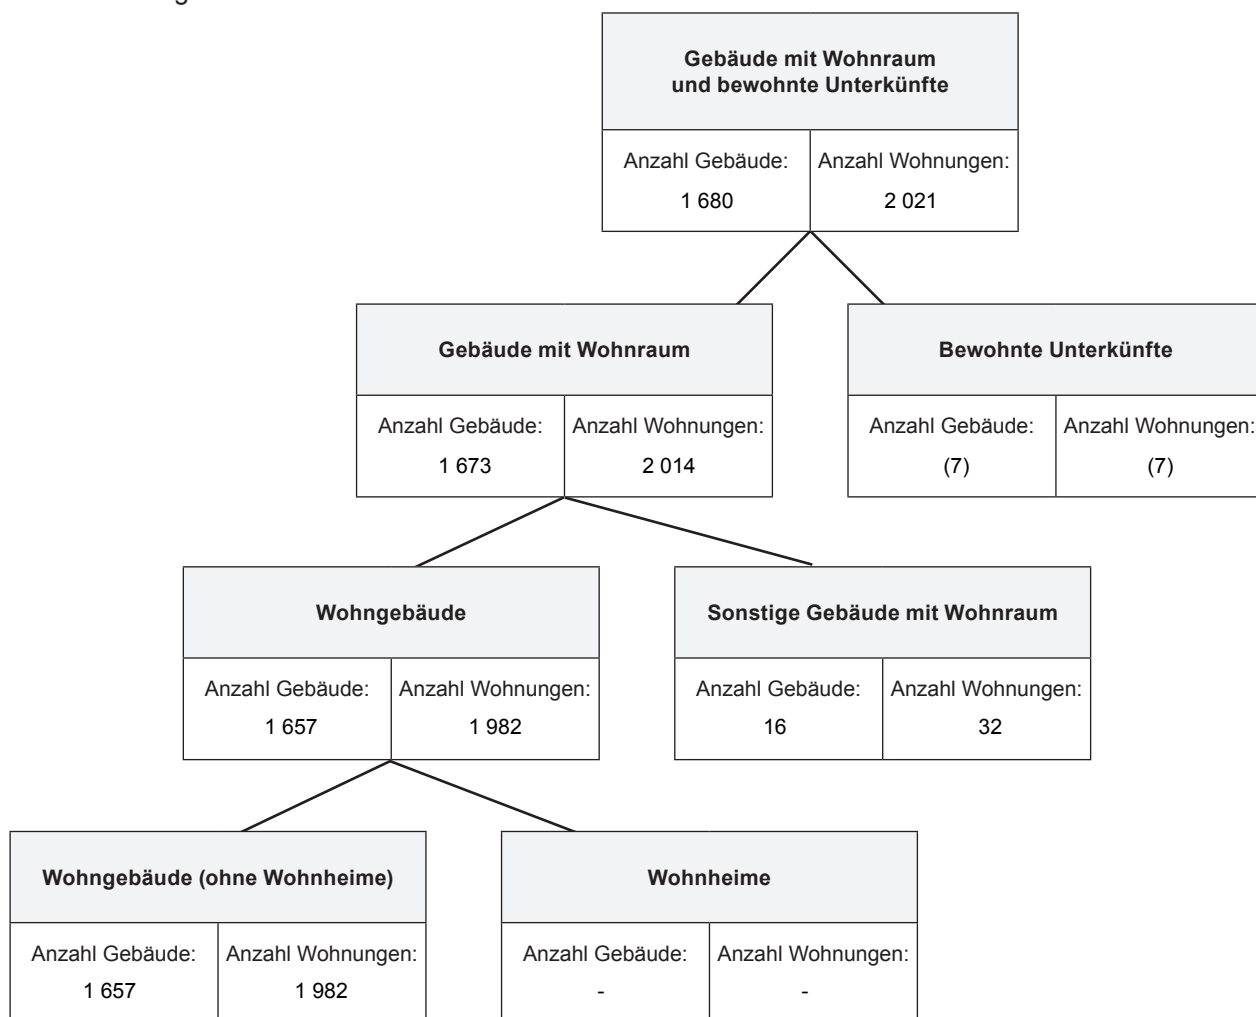 Gebäude mit Wohnraum
und bewohnte Unterkünfte
Anzahl Gebäude: Anzahl Wohnungen:
1 680 2 021
Gebäude mit Wohnraum Bewohnte Unterkünfte
Anzahl Gebäude: Anzahl Wohnungen: Anzahl Gebäude: Anzahl Wohnungen:
1 673 2 014 (7) (7)
Wohngebäude Sonstige Gebäude mit Wohnraum
Anzahl Gebäude: Anzahl Wohnungen: Anzahl Gebäude: Anzahl Wohnungen:
1 657 1 982 16 32
Wohngebäude (ohne Wohnheime) Wohnheime
Anzahl Gebäude: Anzahl Wohnungen: Anzahl Gebäude: Anzahl Wohnungen:
1 657 1 982 - -